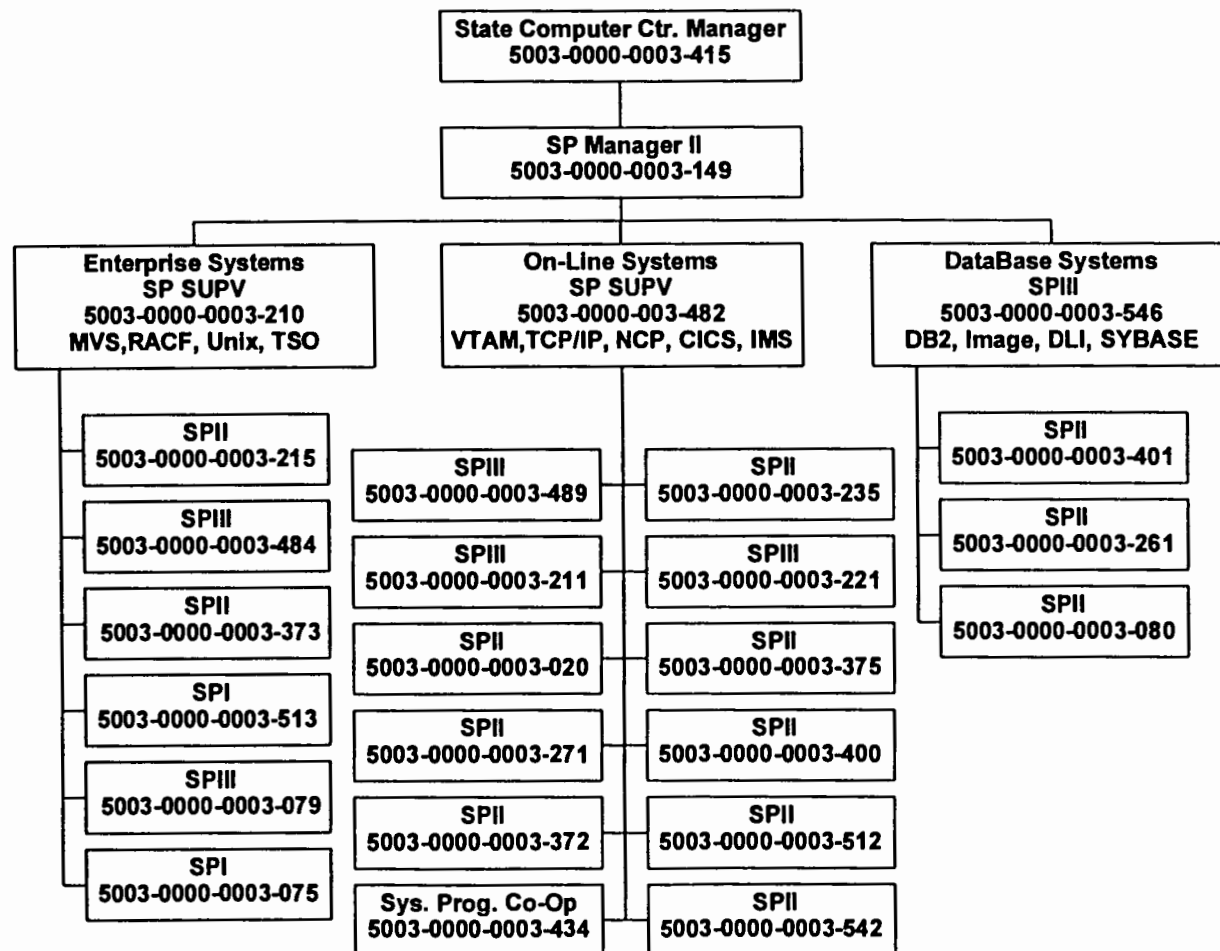 State Computer Ctr. Manager
5003-0000-0003-415
SP Manager II
5003-0000-0003-149
Enterprise Systems
SP SUPV
5003-0000-0003-210
MVS,RACF, Unix, TSO
On-Line Systems
SP SUPV
5003-0000-003-482
VTAM,TCP/IP, NCP, CICS, IMS
DataBase Systems
SPIII
5003-0000-0003-546
DB2, Image, DLI, SYBASE
SPII
5003-0000-0003-215
SPIII
5003-0000-0003-484
SPII
5003-0000-0003-373
SPI
5003-0000-0003-513
SPIII
5003-0000-0003-079
SPI
5003-0000-0003-075
SPIII
5003-0000-0003-489
SPIII
5003-0000-0003-211
SPII
5003-0000-0003-020
SPII
5003-0000-0003-271
SPII
5003-0000-0003-372
Sys. Prog. Co-Op
5003-0000-0003-434
SPII
5003-0000-0003-235
SPIII
5003-0000-0003-221
SPII
5003-0000-0003-375
SPII
5003-0000-0003-400
SPII
5003-0000-0003-512
SPII
5003-0000-0003-542
SPII
5003-0000-0003-401
SPII
5003-0000-0003-261
SPII
5003-0000-0003-080